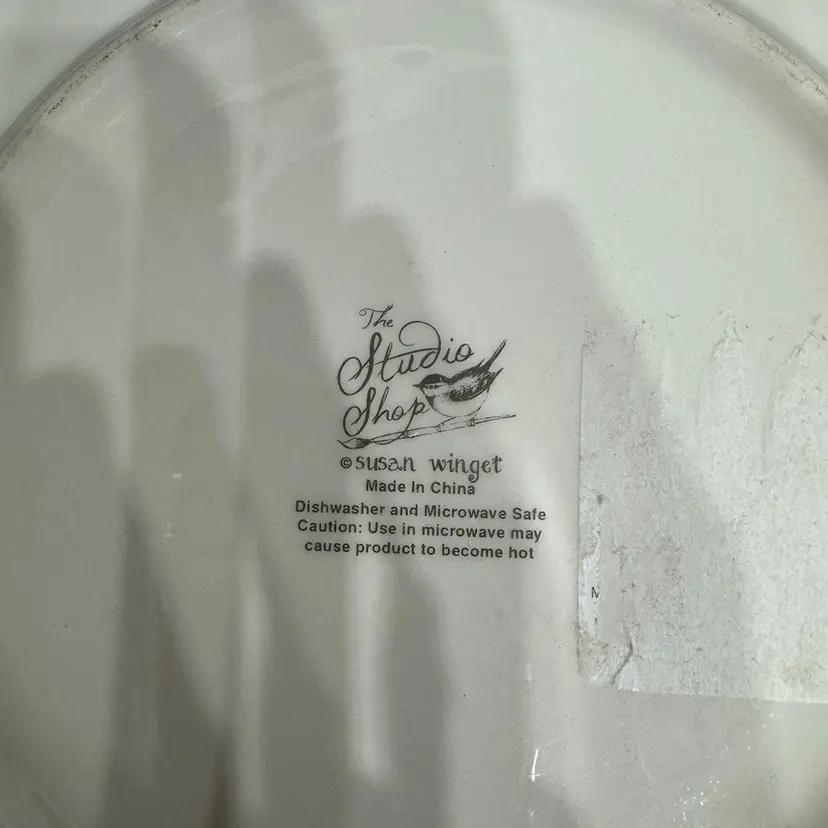 The
Studio
Shop
© susan winget
Made In China
Dishwasher and Microwave Safe
Caution: Use in microwave may
cause product to become hot
M